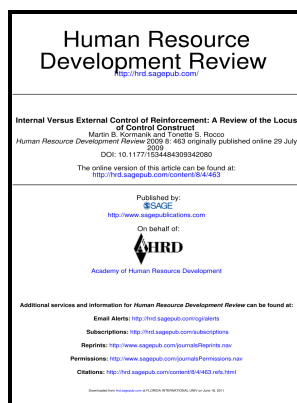 Human Resource
Development Review
http://hrd.sagepub.com/
Internal Versus External Control of Reinforcement: A Review of the Locus
of Control Construct
Martin B. Kormanik and Tonette S. Rocco
Human Resource Development Review 2009 8: 463 originally published online 29 July
2009
DOI: 10.1177/1534484309342080
The online version of this article can be found at:
http://hrd.sagepub.com/content/8/4/463
Published by:
SAGE
http://www.sagepublications.com
On behalf of:
AHRD
Academy of Human Resource Development
Additional services and information for Human Resource Development Review can be found at:
Email Alerts: http://hrd.sagepub.com/cgi/alerts
Subscriptions: http://hrd.sagepub.com/subscriptions
Reprints: http://www.sagepub.com/journalsReprints.nav
Permissions: http://www.sagepub.com/journalsPermissions.nav
Citations: http://hrd.sagepub.com/content/8/4/463.refs.html
Downloaded from hrd.sagepub.com at FLORIDA INTERNATIONAL UNIV on June 16, 2011